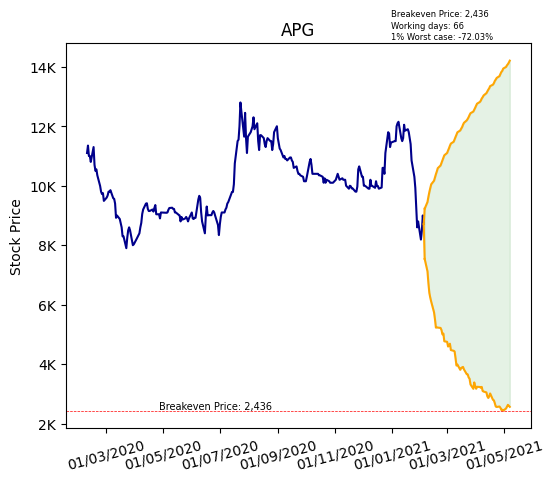 Breakeven Price: 2,436
Working days: 66
1% Worst case: -72.03%
APG
Stock Price
14K
12K
10K
8K
6K
4K
2K
Breakeven Price: 2,436
01/03/2020
01/05/2020
01/07/2020
01/09/2020
01/11/2020
01/01/2021
01/03/2021
01/05/2021